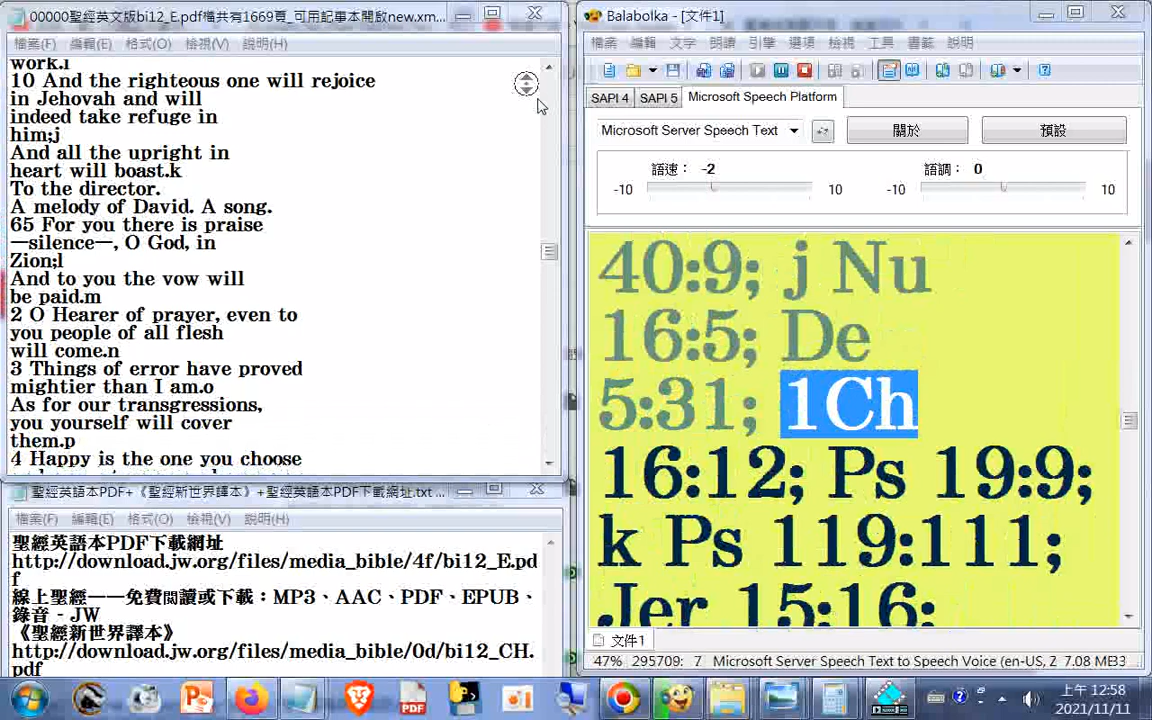 00000聖經英文版bi12_E.pdf檔共有1669頁_可用記事本開啟new.xm...
檔案(F) 編輯(E) 格式(O) 檢視(V) 說明(H)
work.i
10 And the righteous one will rejoice
in Jehovah and will
indeed take refuge in
him;j
And all the upright in
heart will boast.k
To the director.
A melody of David. A song.
65 For you there is praise
—silence—, O God, in
Zion;l
And to you the vow will
be paid.m
2 O Hearer of prayer, even to
you people of all flesh
will come.n
3 Things of error have proved
mightier than I am.o
As for our transgressions,
you yourself will cover
them.p
4 Happy is the one you choose
聖經英語本PDF+《聖經新世界譯本》+聖經英語本PDF下載網址.txt ...
檔案(F) 編輯(E) 格式(O) 檢視(V) 說明(H)
聖經英語本PDF下載網址
http://download.jw.org/files/media_bible/4f/bi12_E.pd
f
線上聖經——免費閱讀或下載：MP3、AAC、PDF、EPUB、
錄音 - JW
《聖經新世界譯本》
http://download.jw.org/files/media_bible/0d/bi12_CH.
pdf
Balabolka - [文件1]
檔案 編輯 文字 朗讀 引擎 選項 檢視 工具 書籤 說明
SAPI 4 SAPI 5 Microsoft Speech Platform
Microsoft Server Speech Text 關於 預設
語速： -2 語調： 0
-10 10 -10 10
40:9; j Nu
16:5; De
5:31; 1Ch
16:12; Ps 19:9;
k Ps 119:111;
Jer 15:16;
文件1
47% 295709: 7 Microsoft Server Speech Text to Speech Voice (en-US, Z 7.08 MB
上午 12:58
2021/11/11